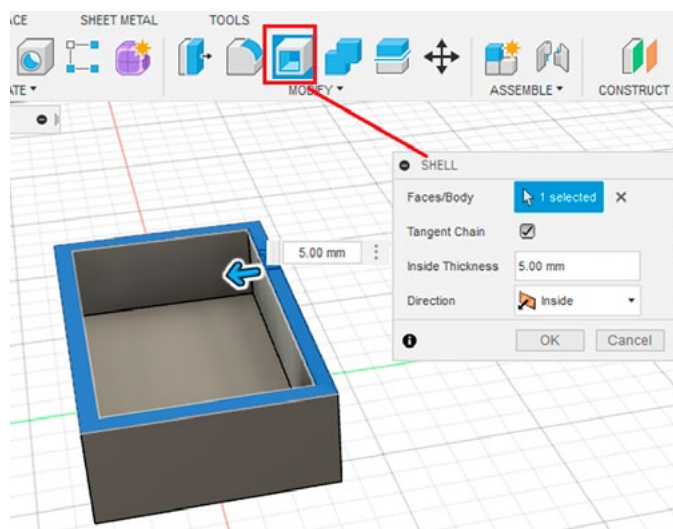 ACE SHEET METAL TOOLS
ATE MODIFY ASSEMBLE CONSTRUCT
SHELL
Faces/Body 1 selected
Tangent Chain
Inside Thickness 5.00 mm
Direction Inside
OK Cancel
5.00 mm